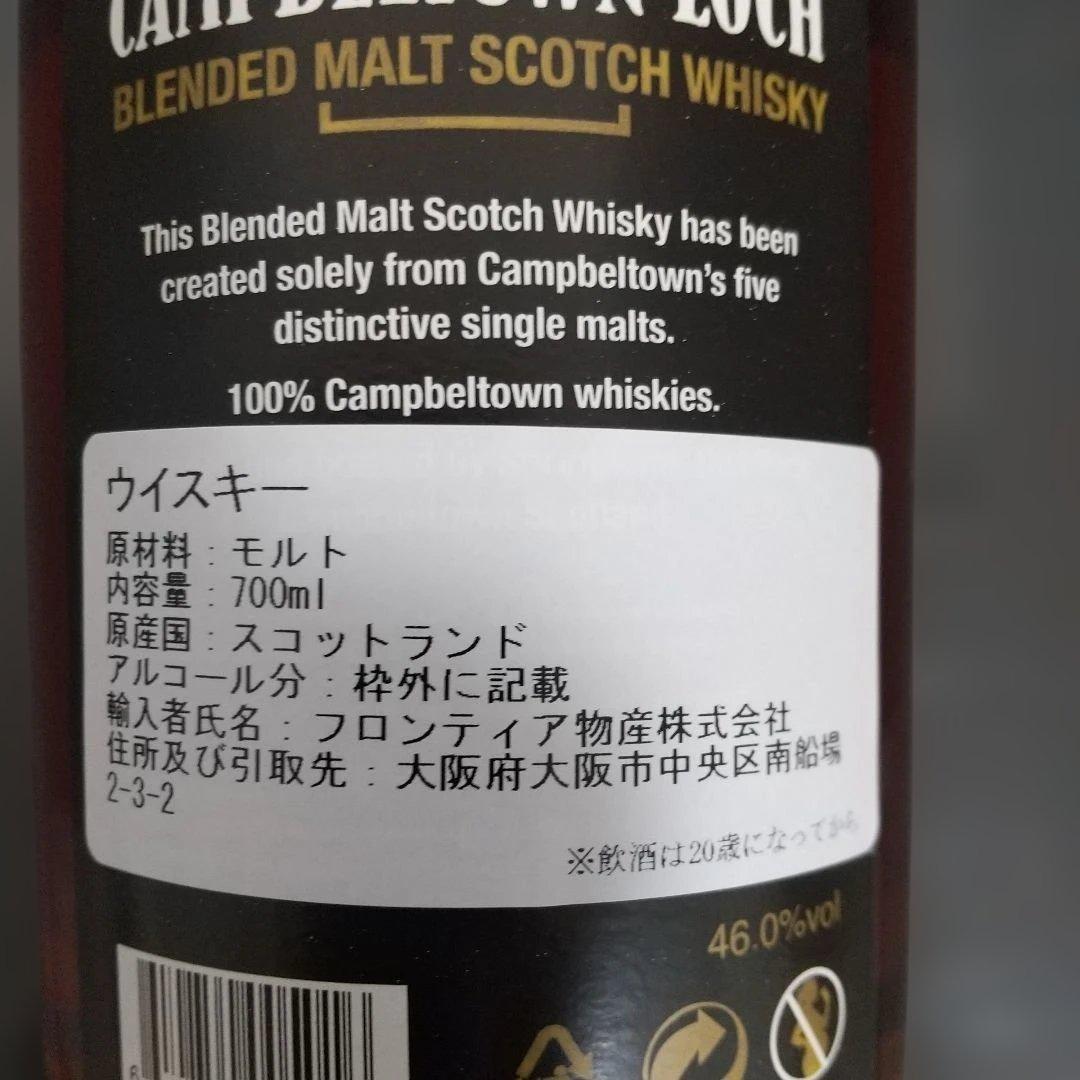 CAMPBELTOWN LOCH
BLENDED MALT SCOTCH WHISKY
This Blended Malt Scotch Whisky has been
created solely from Campbeltown's five
distinctive single malts.
100% Campbeltown whiskies.
ウイスキー
原材料：モルト
内容量：700ml
原産国：スコットランド
アルコール分：枠外に記載
輸入者氏名：フロンティア物産株式会社
住所及び引取先：大阪府大阪市中央区南船場
2-3-2
※飲酒は20歳になってから
46.0%vol